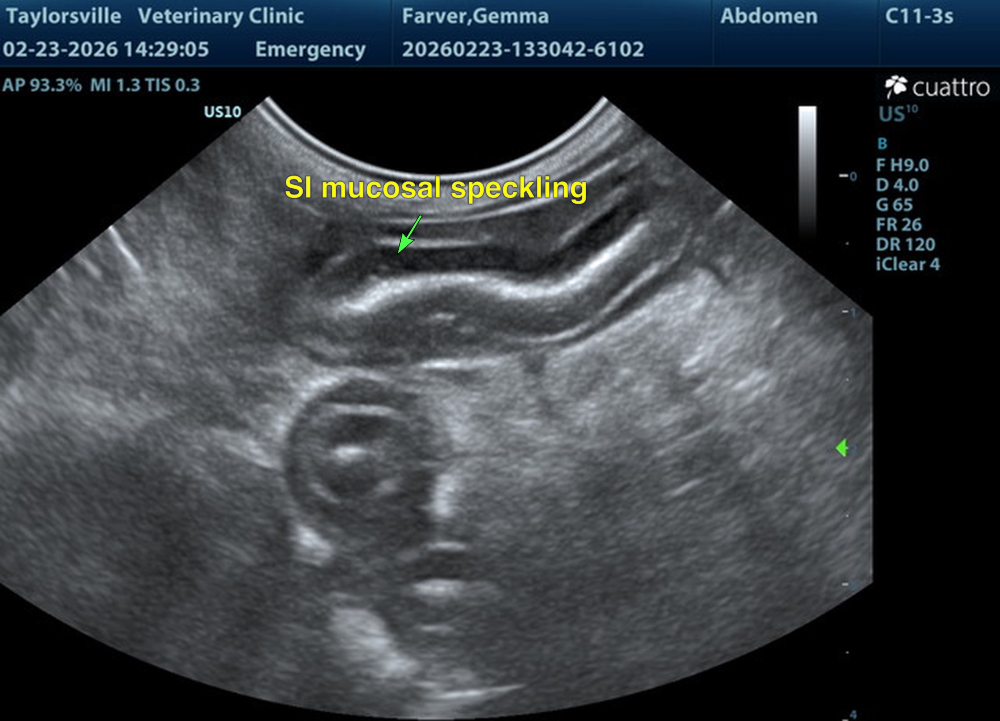 Taylorsville Veterinary Clinic Farver,Gemma Abdomen C11-3s
02-23-2026 14:29:05 Emergency 20260223-133042-6102
AP 93.3% MI 1.3 TIS 0.3
cuattro
US10
US10
B
F H9.0
D 4.0
G 65
FR 26
DR 120
iClear 4
0
SI mucosal speckling
1
4